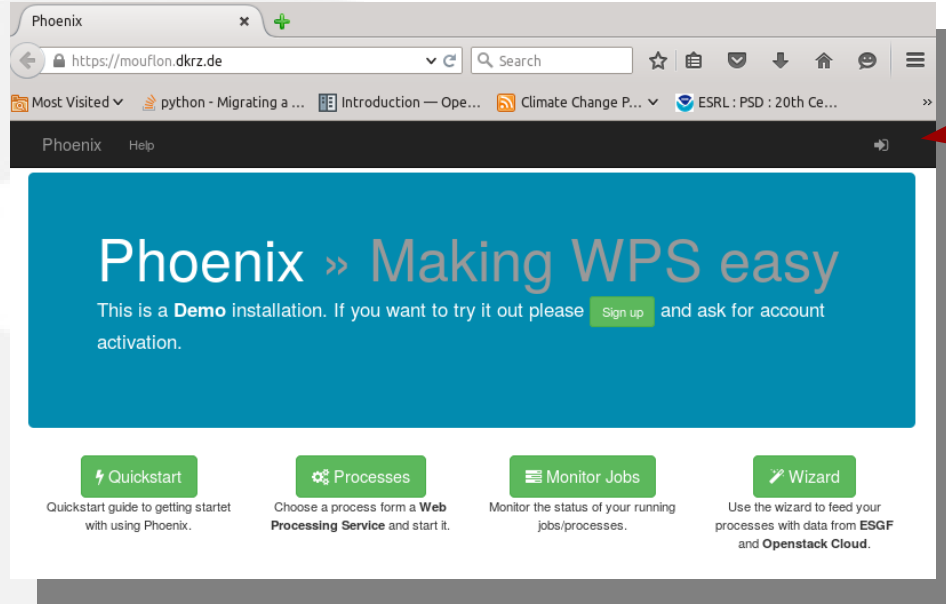 Phoenix
https://mouflon.dkrz.de
Search
Most Visited python - Migrating a ... Introduction — Ope... Climate Change P... ESRL : PSD : 20th Ce... »
Phoenix Help
Phoenix » Making WPS easy
This is a Demo installation. If you want to try it out please Sign up and ask for account
activation.
Quickstart
Quickstart guide to getting startet
with using Phoenix.
Processes
Choose a process form a Web
Processing Service and start it.
Monitor Jobs
Monitor the status of your running
jobs/processes.
Wizard
Use the wizard to feed your
processes with data from ESGF
and Openstack Cloud.